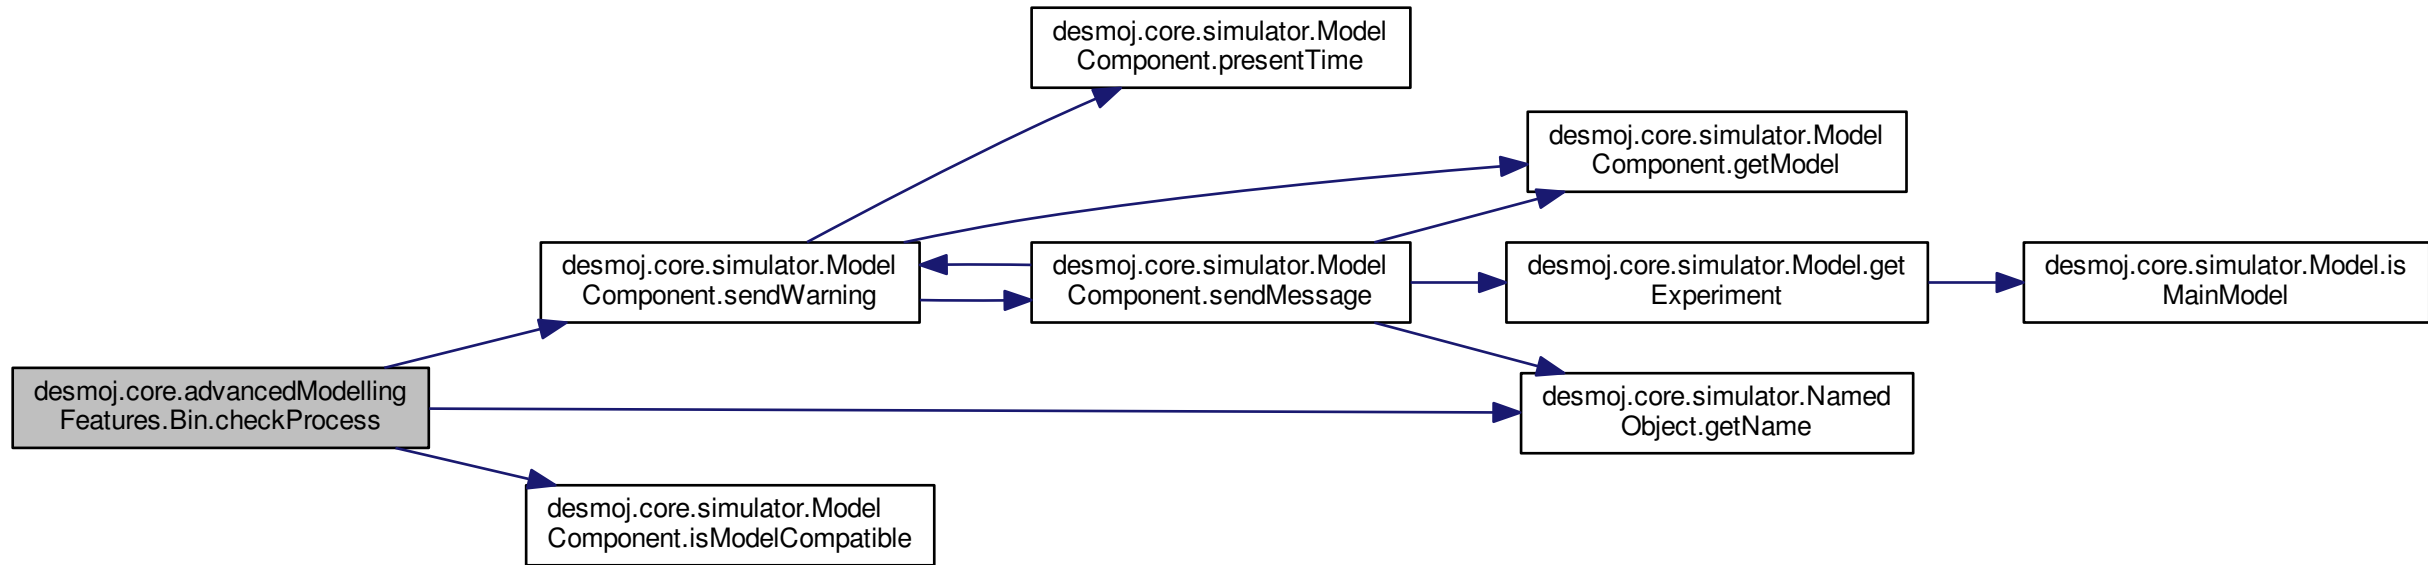 desmoj.core.simulator.Model
Component.presentTime
desmoj.core.simulator.Model
Component.getModel
desmoj.core.simulator.Model
Component.sendWarning
desmoj.core.simulator.Model
Component.sendMessage
desmoj.core.simulator.Model.get
Experiment
desmoj.core.simulator.Model.is
MainModel
desmoj.core.advancedModelling
Features.Bin.checkProcess
desmoj.core.simulator.Named
Object.getName
desmoj.core.simulator.Model
Component.isModelCompatible